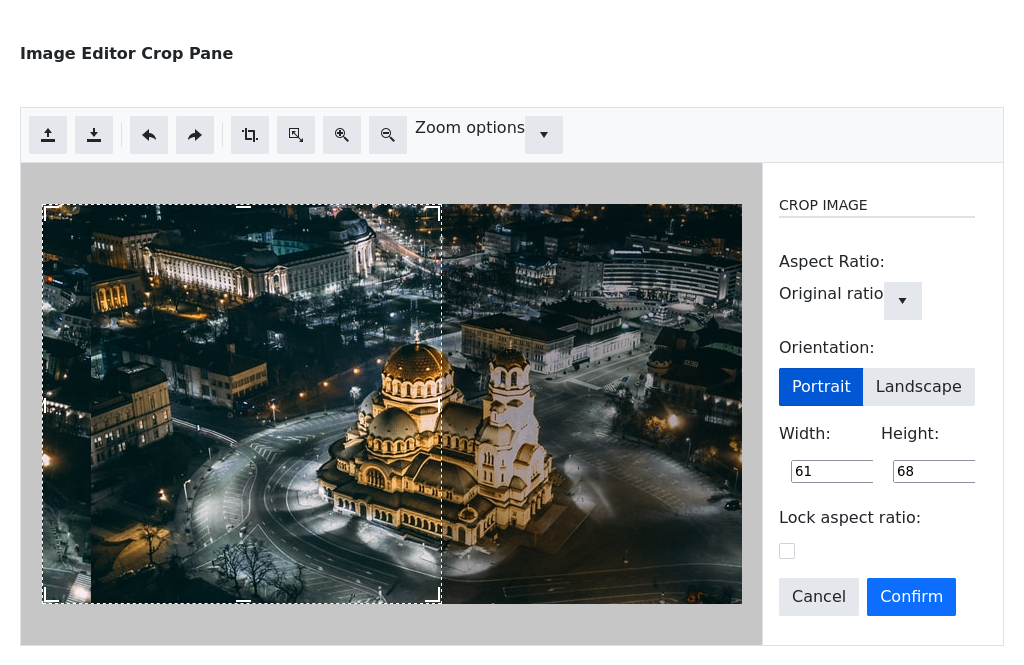 Image Editor Crop Pane
Zoom options
CROP IMAGE
Aspect Ratio:
Original ratio
Orientation:
Portrait Landscape
Width: Height:
61 68
Lock aspect ratio:
Cancel Confirm